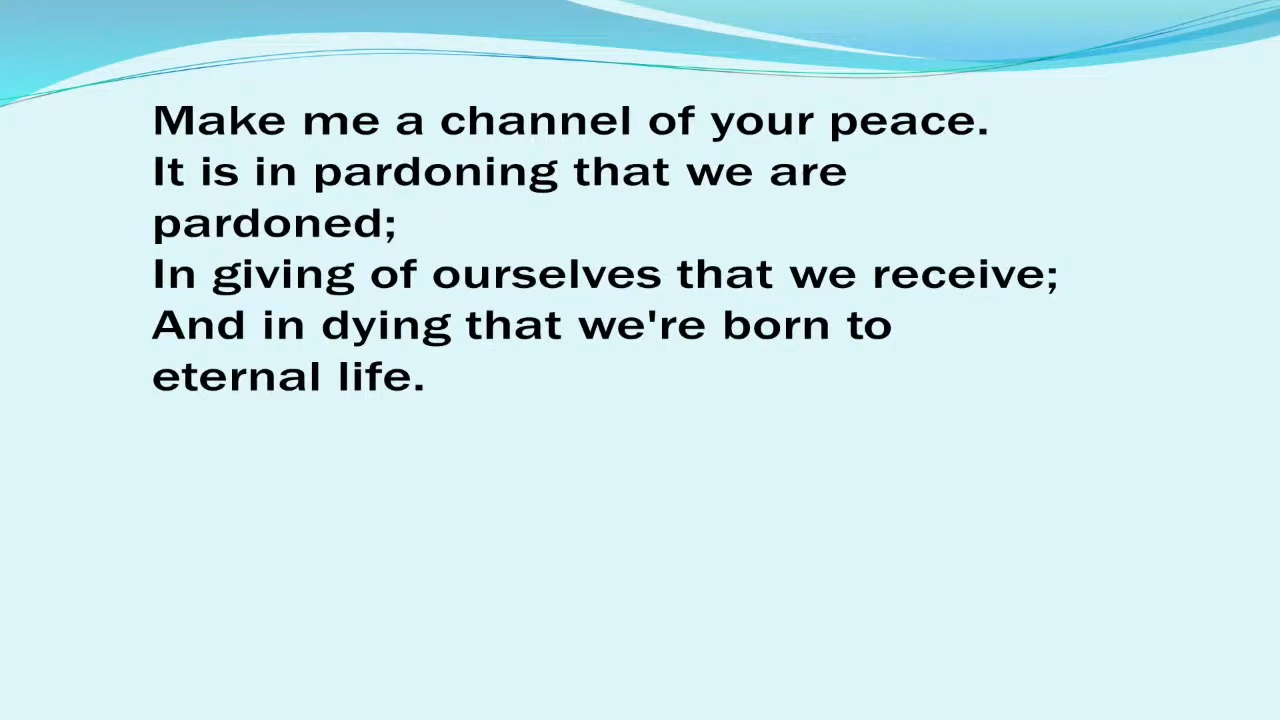 Make me a channel of your peace.
It is in pardoning that we are
pardoned;
In giving of ourselves that we receive;
And in dying that we're born to
eternal life.